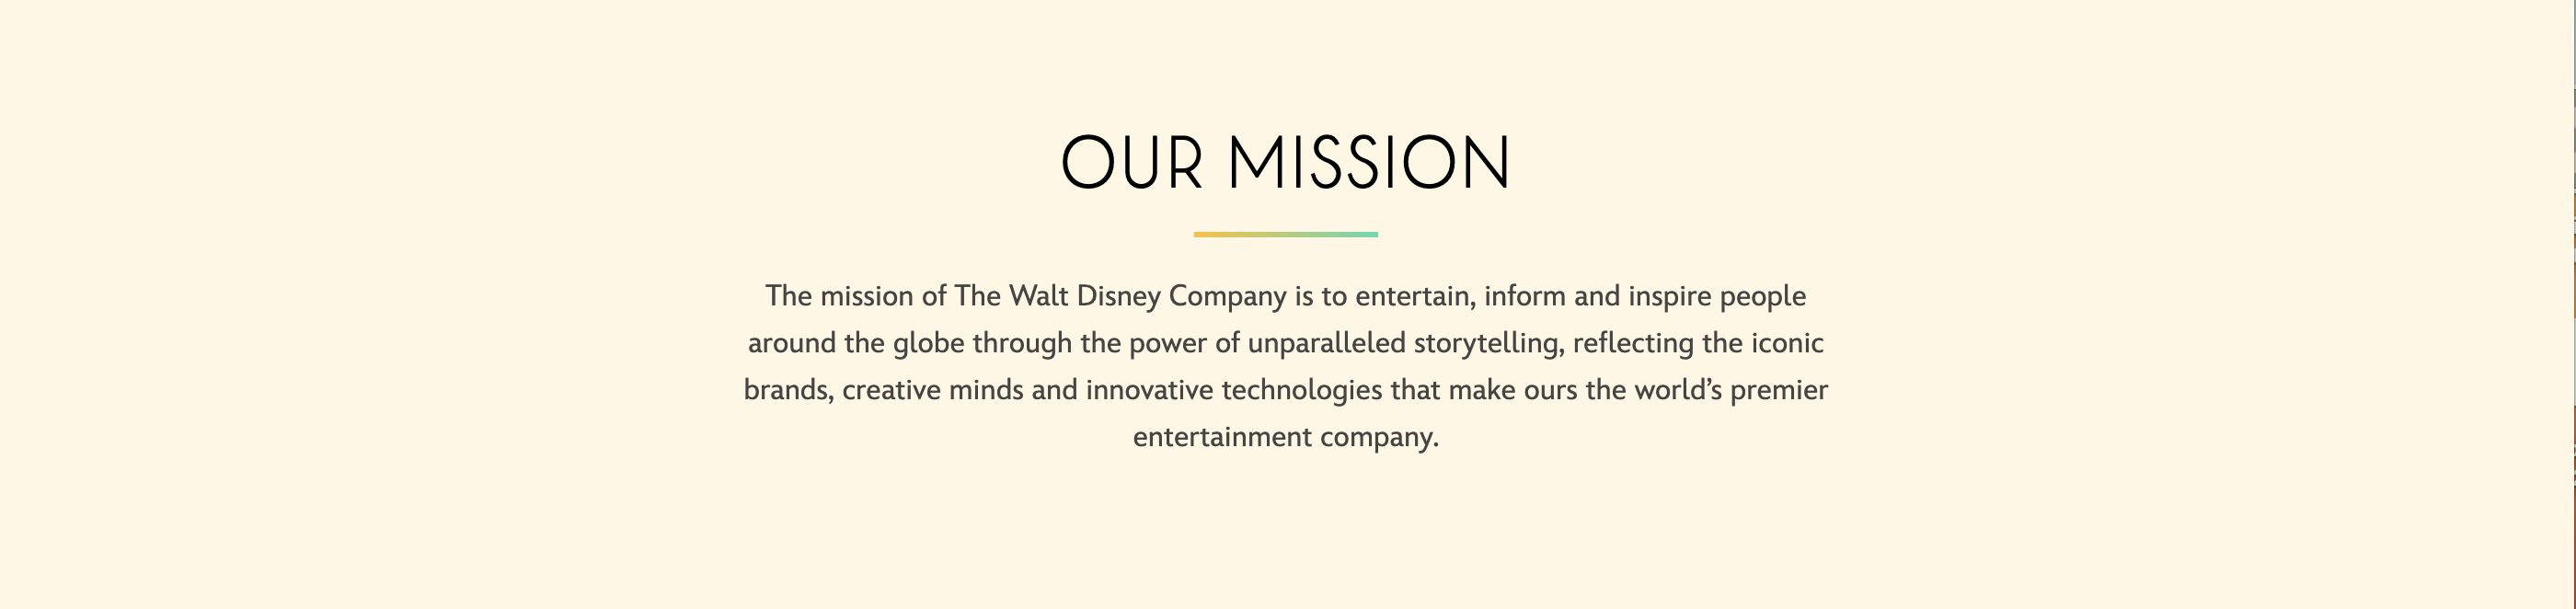 OUR MISSION
The mission of The Walt Disney Company is to entertain, inform and inspire people
around the globe through the power of unparalleled storytelling, reflecting the iconic
brands, creative minds and innovative technologies that make ours the world’s premier
entertainment company.